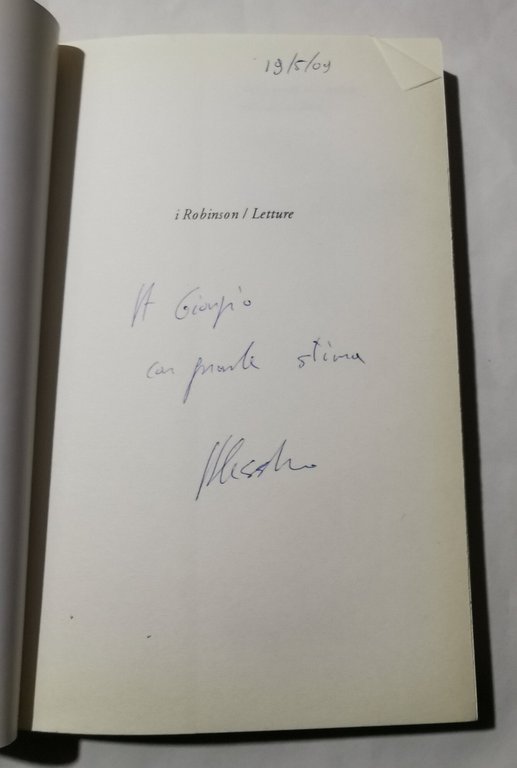 19/5/09
i Robinson / Letture
A Giorgio
con grande stima
Alessandro